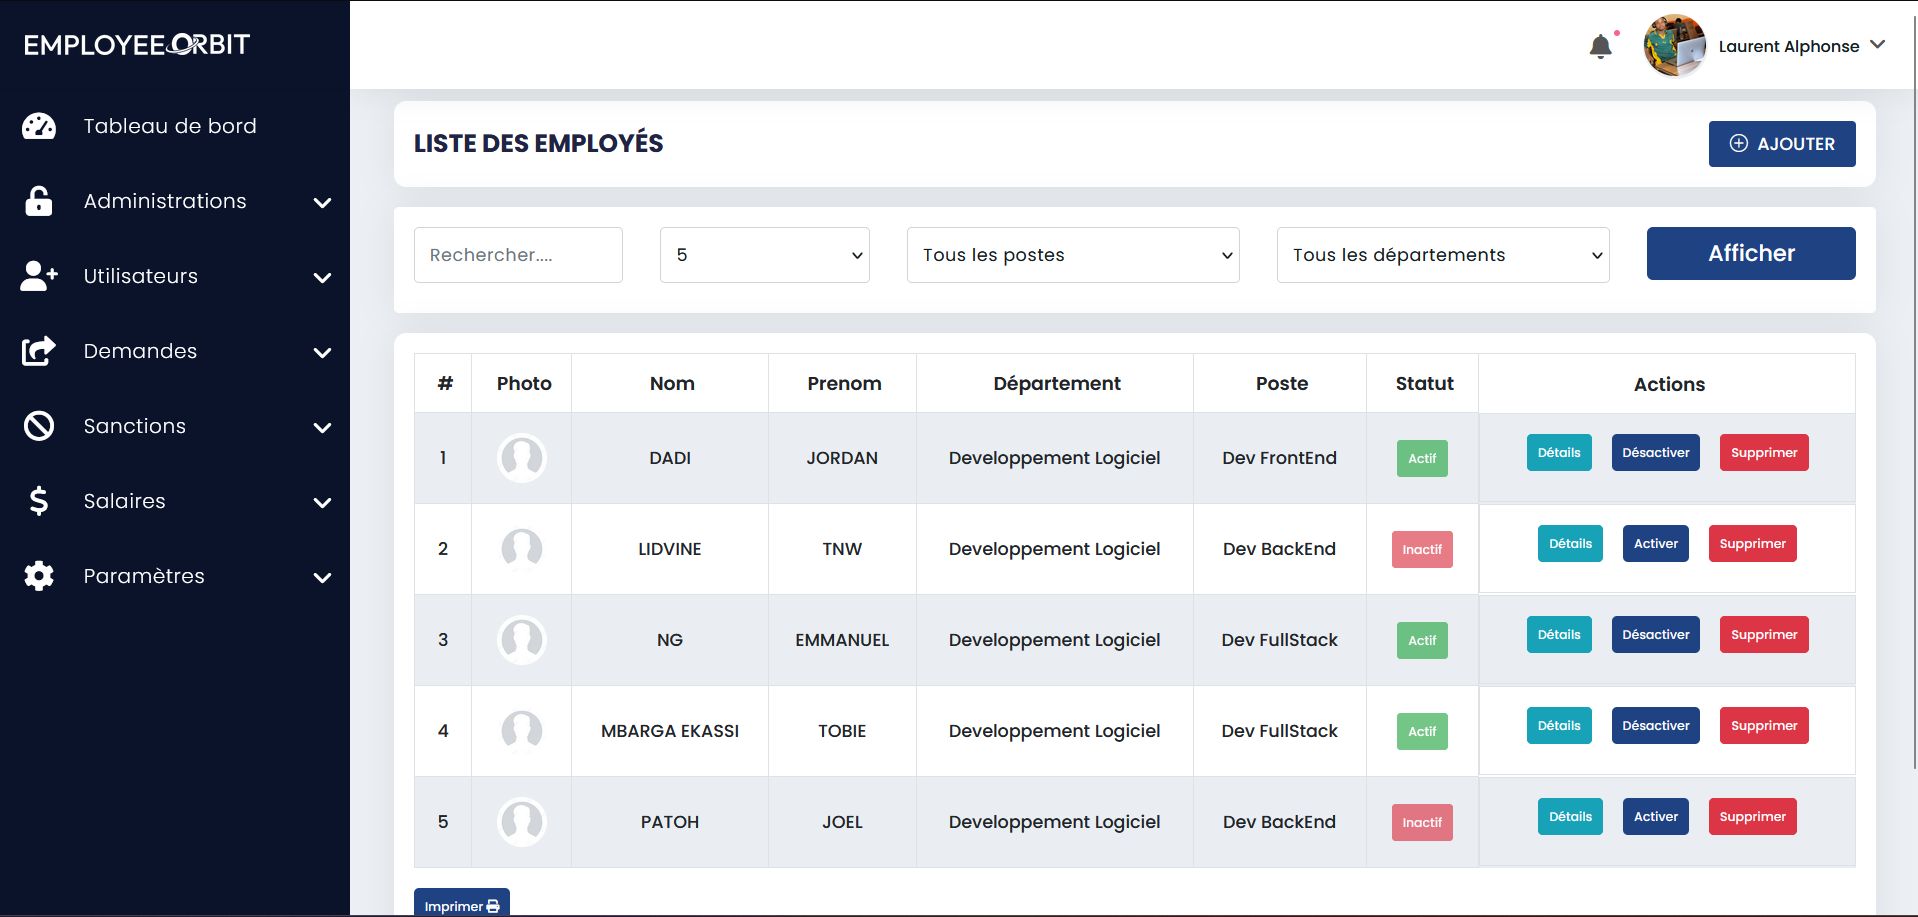 EMPLOYEE ORBIT
Laurent Alphonse
Tableau de bord
Administrations
Utilisateurs
Demandes
Sanctions
Salaires
Paramètres
LISTE DES EMPLOYÉS
AJOUTER
Rechercher.... 5 Tous les postes Tous les départements Afficher
# Photo Nom Prenom Département Poste Statut Actions
1 DADI JORDAN Developpement Logiciel Dev FrontEnd Actif Détails Désactiver Supprimer
2 LIDVINE TNW Developpement Logiciel Dev BackEnd Inactif Détails Activer Supprimer
3 NG EMMANUEL Developpement Logiciel Dev FullStack Actif Détails Désactiver Supprimer
4 MBARGA EKASSI TOBIE Developpement Logiciel Dev FullStack Actif Détails Désactiver Supprimer
5 PATOH JOEL Developpement Logiciel Dev BackEnd Inactif Détails Activer Supprimer
Imprimer